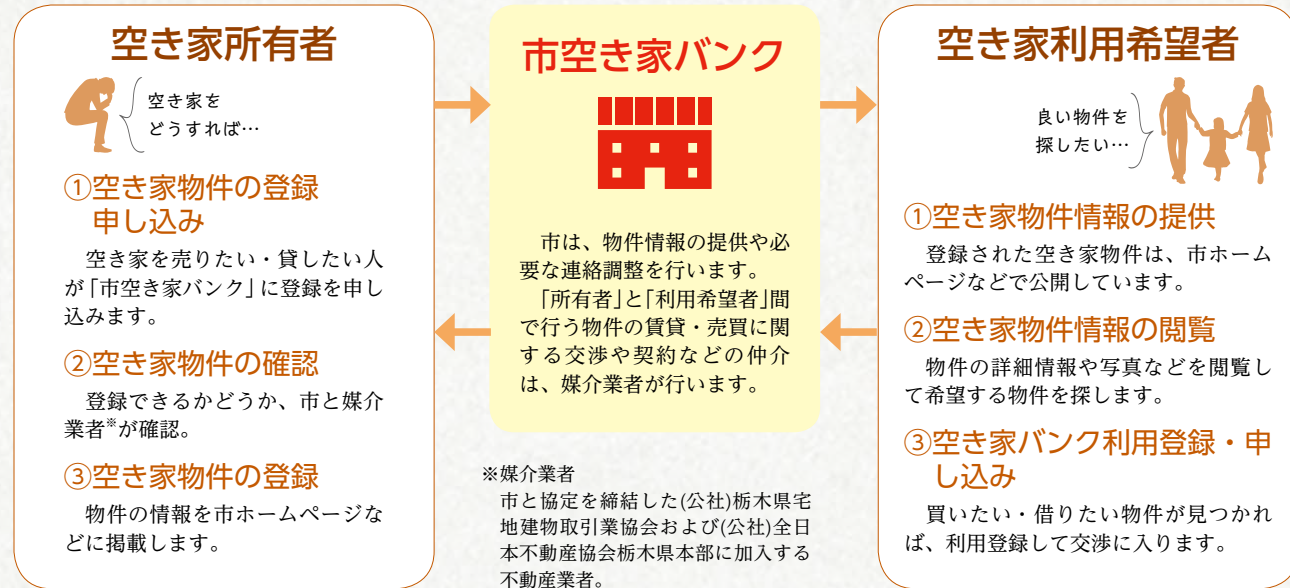 空き家所有者
空き家を
どうすれば…
①空き家物件の登録
申し込み
空き家を売りたい・貸したい人
が「市空き家バンク」に登録を申し
込みます。
②空き家物件の確認
登録できるかどうか、市と媒介
業者※が確認。
③空き家物件の登録
物件の情報を市ホームページな
どに掲載します。
市空き家バンク
市は、物件情報の提供や必
要な連絡調整を行います。
「所有者」と「利用希望者」間
で行う物件の賃貸・売買に関
する交渉や契約などの仲介
は、媒介業者が行います。
※媒介業者
市と協定を締結した(公社)栃木県宅
地建物取引業協会および(公社)全日
本不動産協会栃木県本部に加入する
不動産業者。
空き家利用希望者
良い物件を
探したい…
①空き家物件情報の提供
登録された空き家物件は、市ホーム
ページなどで公開しています。
②空き家物件情報の閲覧
物件の詳細情報や写真などを閲覧し
て希望する物件を探します。
③空き家バンク利用登録・申
し込み
買いたい・借りたい物件が見つかれ
ば、利用登録して交渉に入ります。